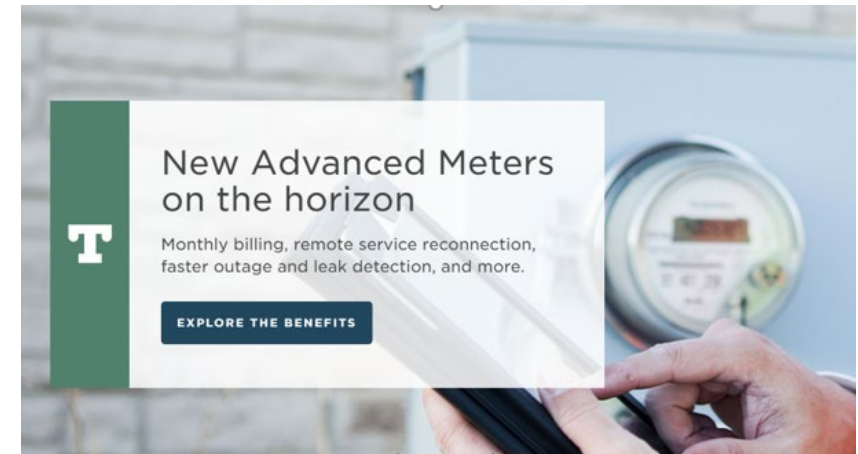 T
New Advanced Meters
on the horizon
Monthly billing, remote service reconnection,
faster outage and leak detection, and more.
EXPLORE THE BENEFITS